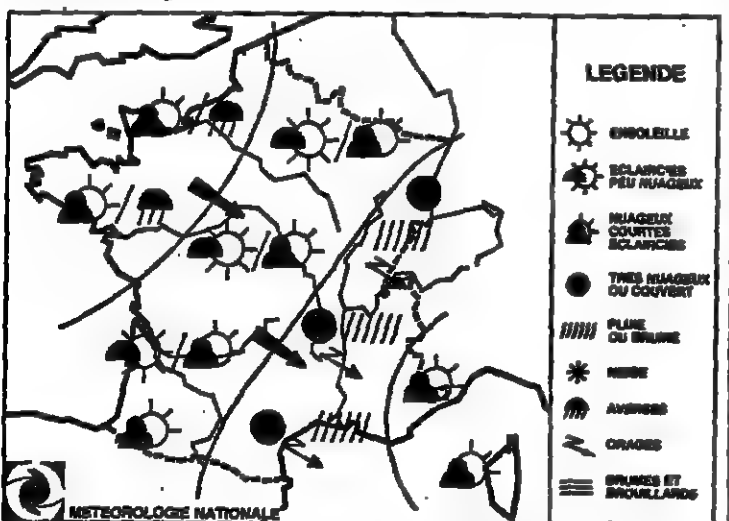 LEGENDE
ENSOLEILLE
ECLAIRCIES
PEU NUAGEUX
NUAGEUX
COURTES
ECLAIRCIES
TRES NUAGEUX
OU COUVERT
PLUIE
OU BRUINE
NEIGE
AVERSES
ORAGES
BRUMES ET
BROUILLARDS
METEOROLOGIE NATIONALE